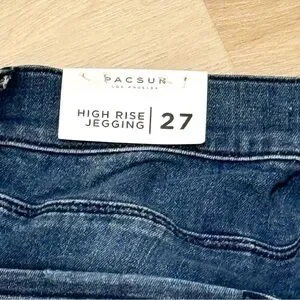 PACSUN
LOS ANGELES
HIGH RISE
JEGGING
27